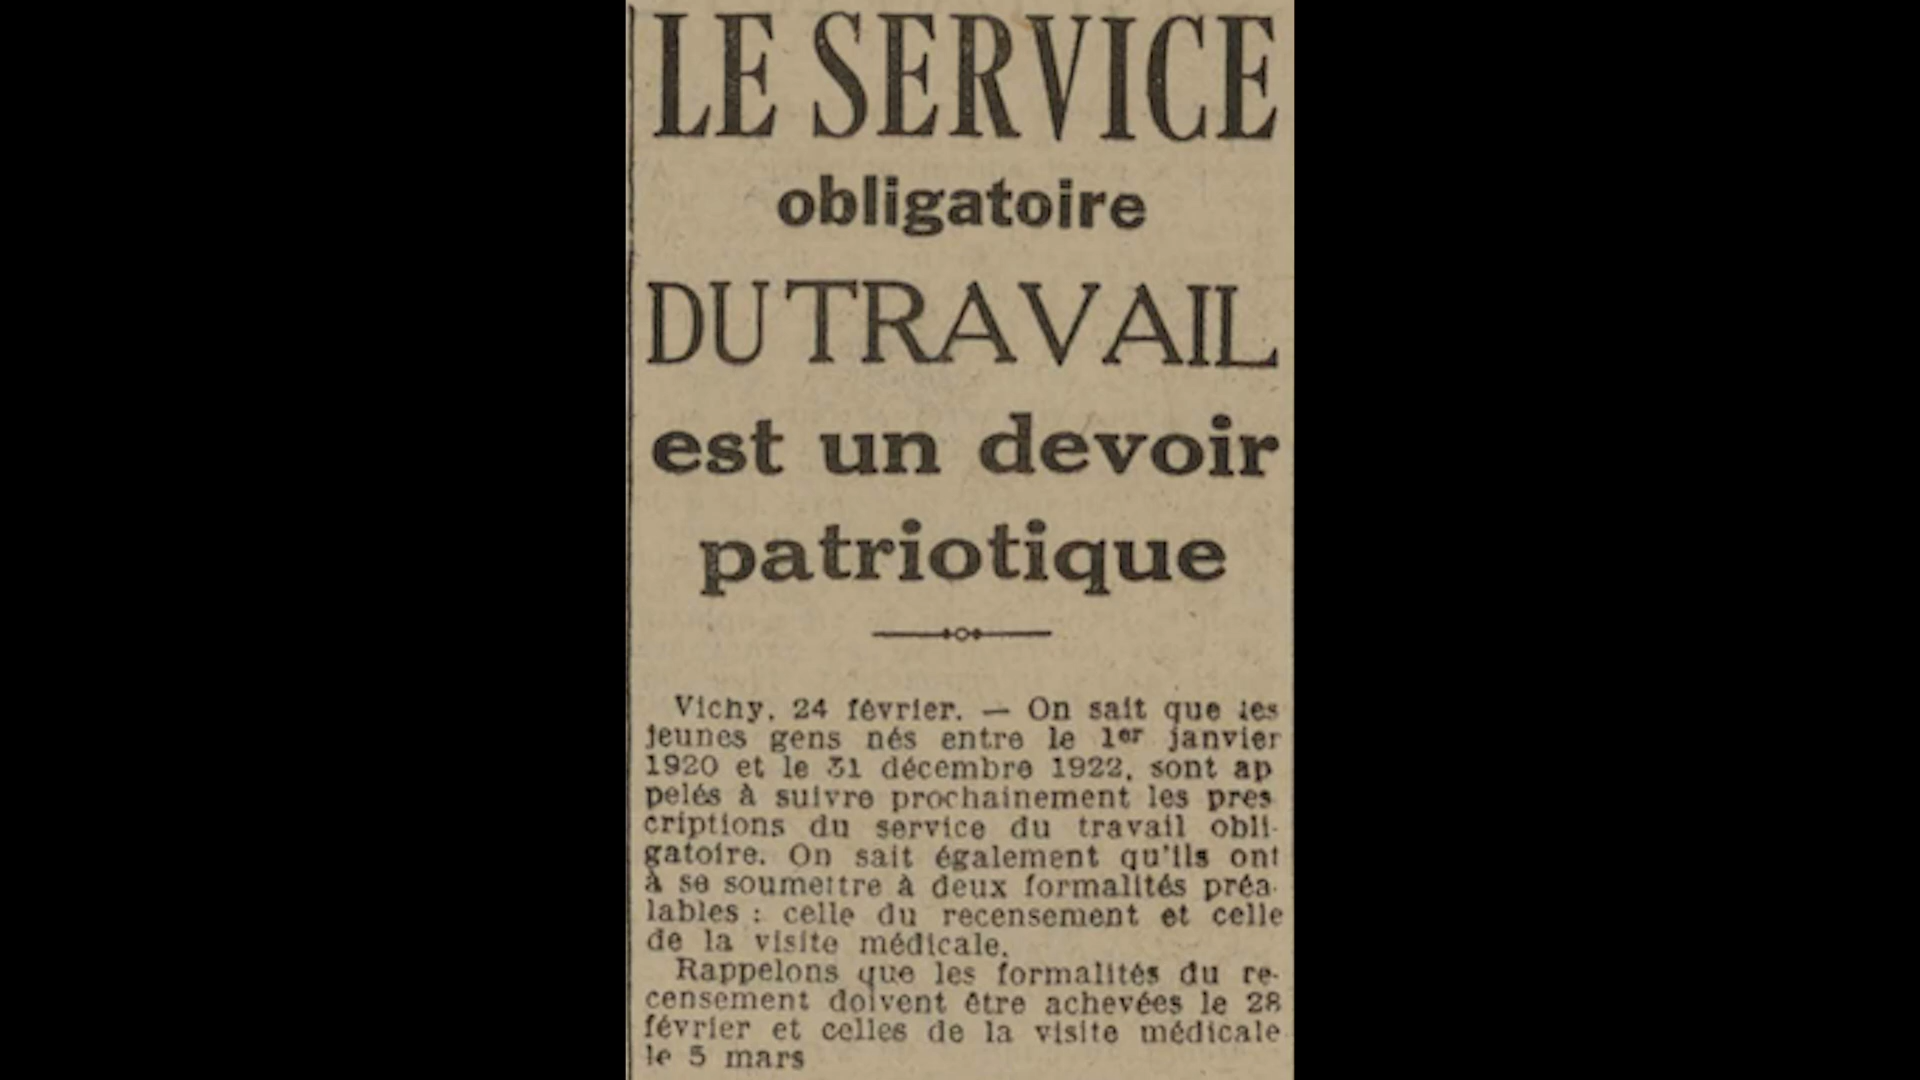 LE SERVICE
obligatoire
DU TRAVAIL
est un devoir
patriotique
Vichy, 24 février. — On sait que les
jeunes gens nés entre le 1er janvier
1920 et le 31 décembre 1922, sont ap
pelés à suivre prochainement les pres
criptions du service du travail obli-
gatoire. On sait également qu'ils ont
à se soumettre à deux formalités préa-
lables : celle du recensement et celle
de la visite médicale.
Rappelons que les formalités du re-
censement doivent être achevées le 28
février et celles de la visite médicale
le 5 mars